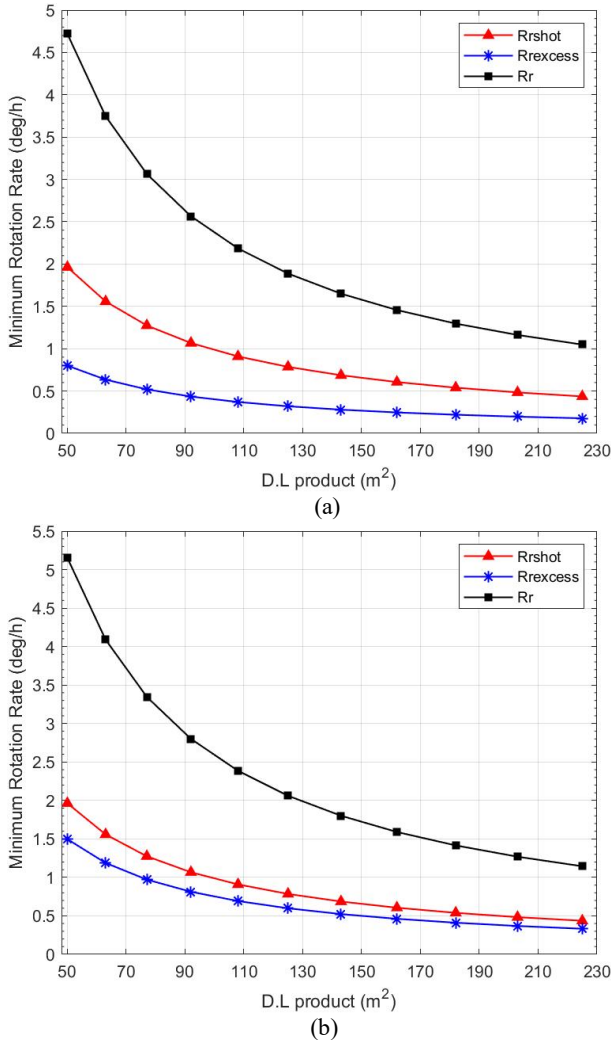 5
4.5
4
3.5
3
2.5
2
1.5
1
0.5
0
Minimum Rotation Rate (deg/h)
Rrshot
Rrexcess
Rr
50 70 90 110 130 150 170 190 210 230
D.L product (m²)
(a)
5.5
5
4.5
4
3.5
3
2.5
2
1.5
1
0.5
0
Minimum Rotation Rate (deg/h)
Rrshot
Rrexcess
Rr
50 70 90 110 130 150 170 190 210 230
D.L product (m²)
(b)